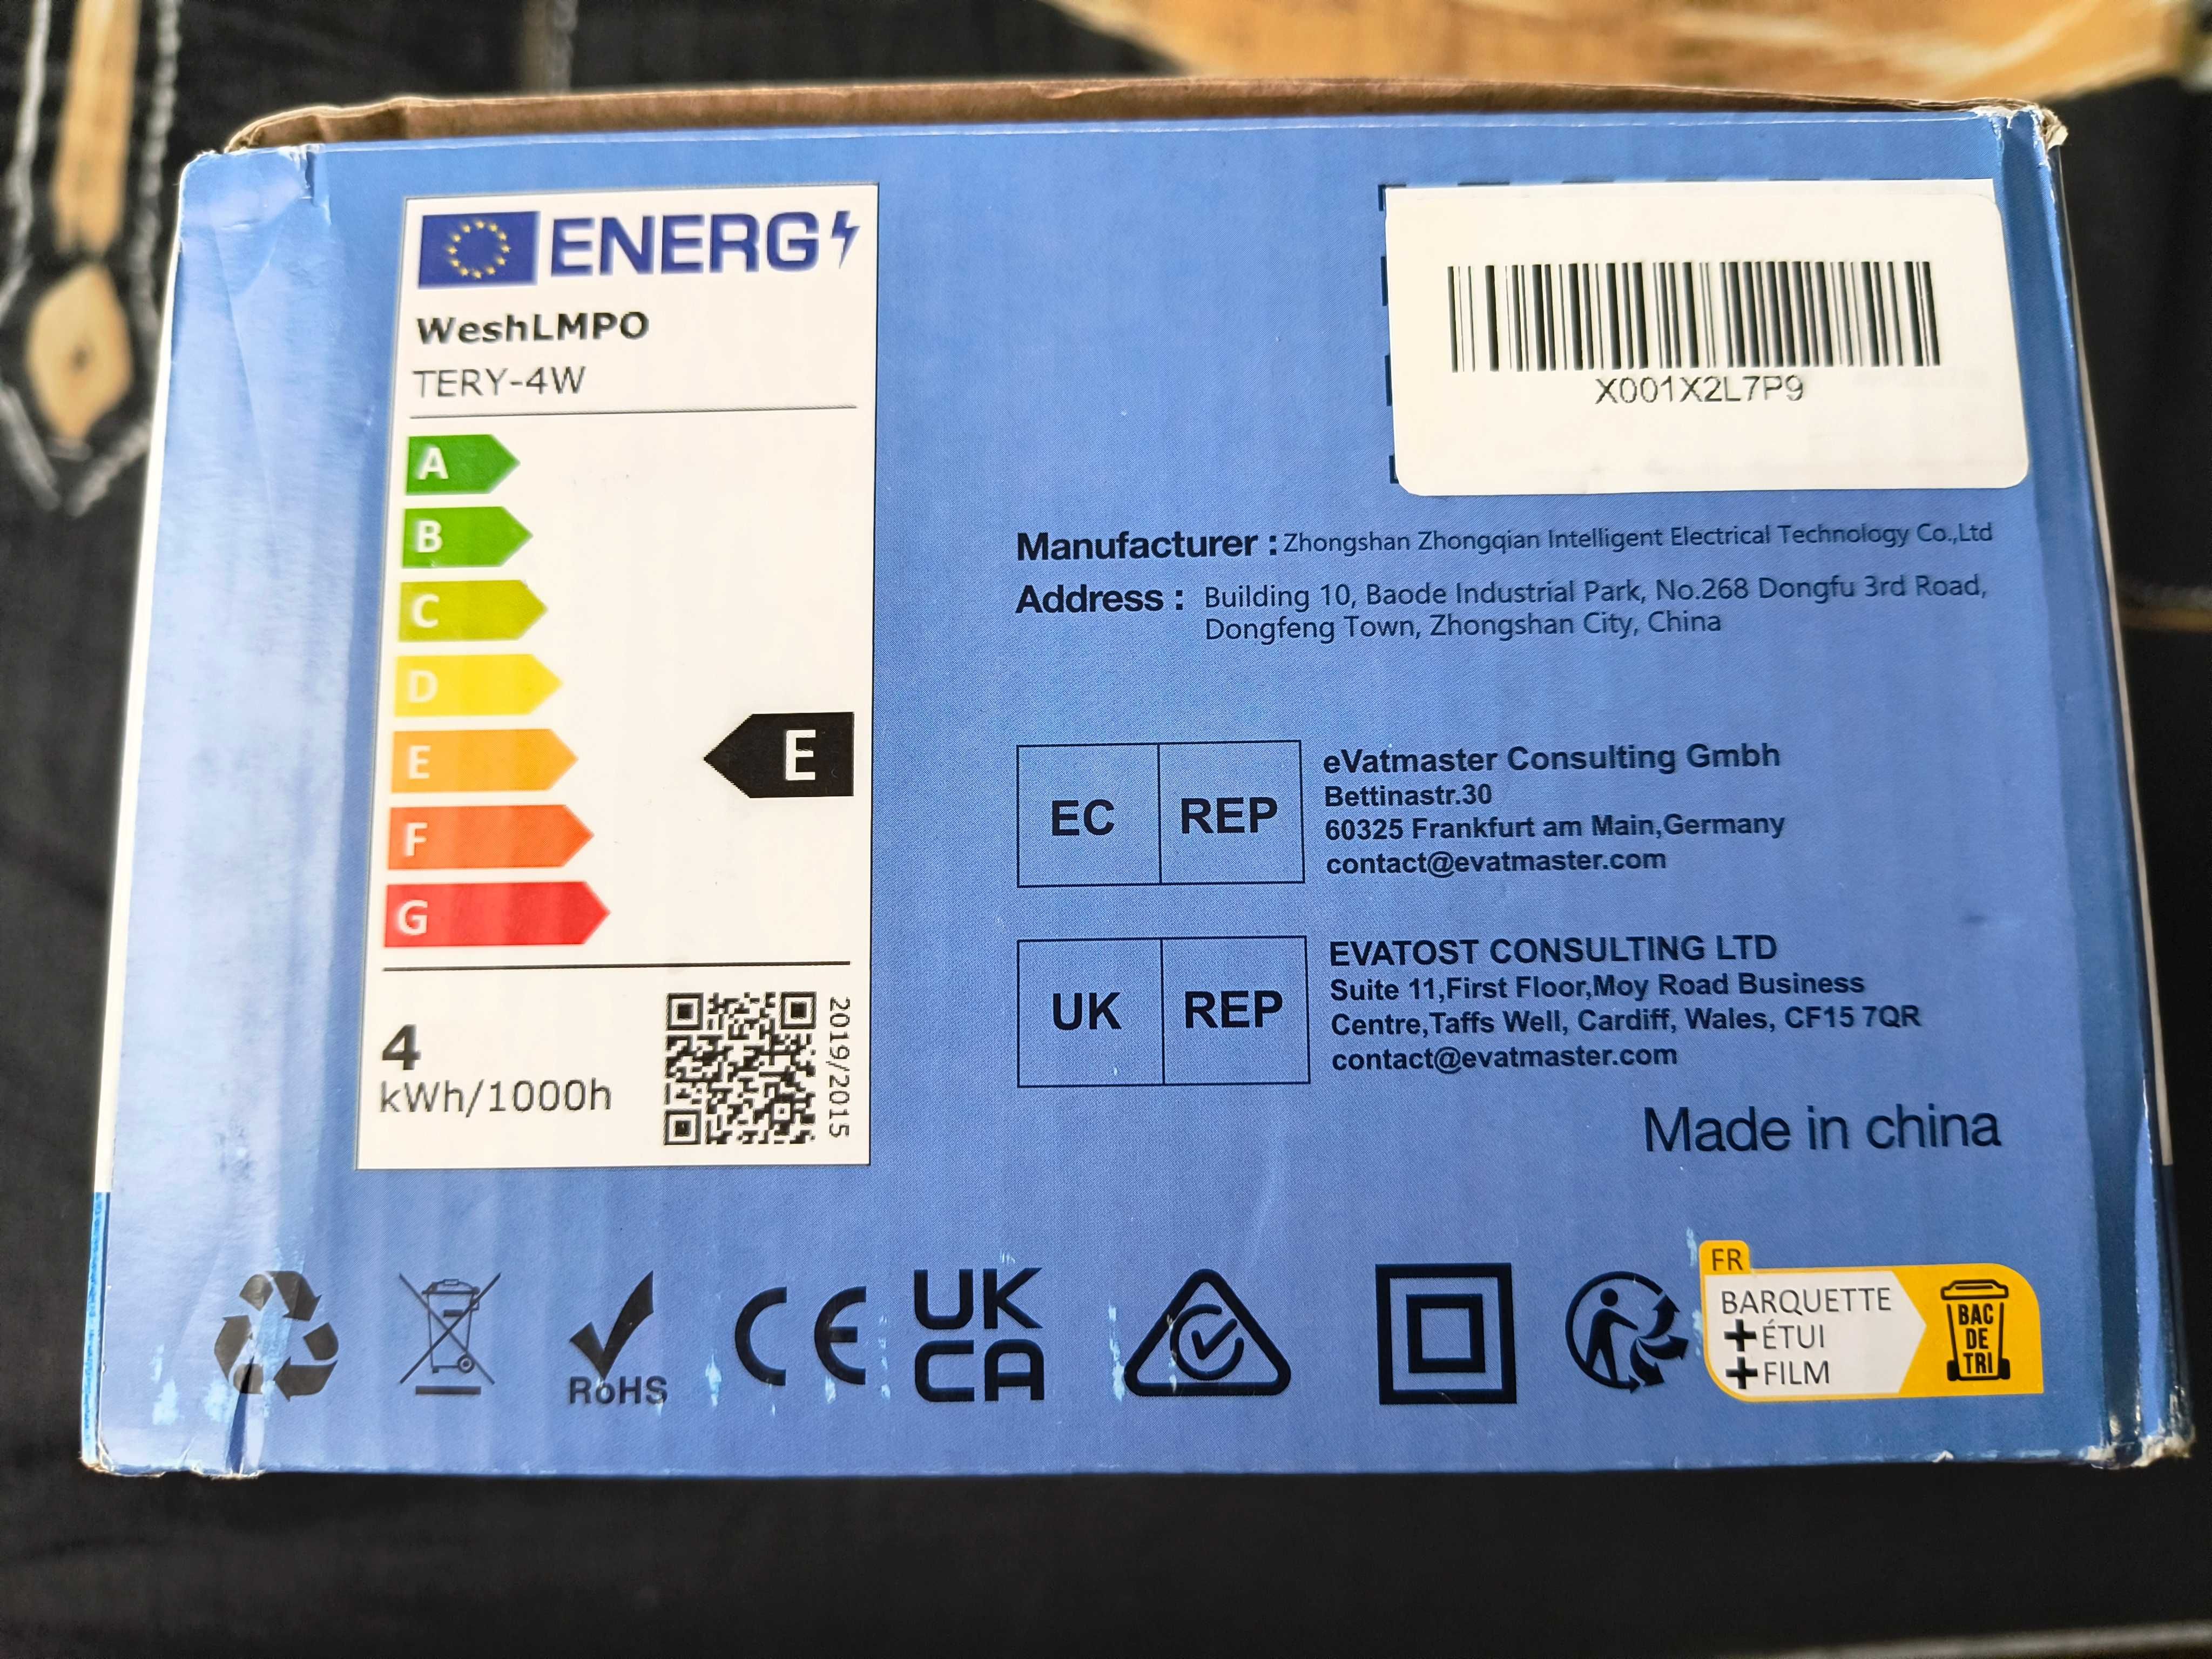 ENERG
WeshLMPO
TERY-4W
A
B
C
D
E
E
F
G
4
kWh/1000h
2019/2015
X001X2L7P9
Manufacturer : Zhongshan Zhongqian Intelligent Electrical Technology Co.,Ltd
Address : Building 10, Baode Industrial Park, No.268 Dongfu 3rd Road,
Dongfeng Town, Zhongshan City, China
EC REP
eVatmaster Consulting Gmbh
Bettinastr.30
60325 Frankfurt am Main,Germany
contact@evatmaster.com
UK REP
EVATOST CONSULTING LTD
Suite 11,First Floor,Moy Road Business
Centre,Taffs Well, Cardiff, Wales, CF15 7QR
contact@evatmaster.com
Made in china
RoHS
CE
UK
CA
FR
BARQUETTE
+ÉTUI
+FILM
BAC
DE
TRI